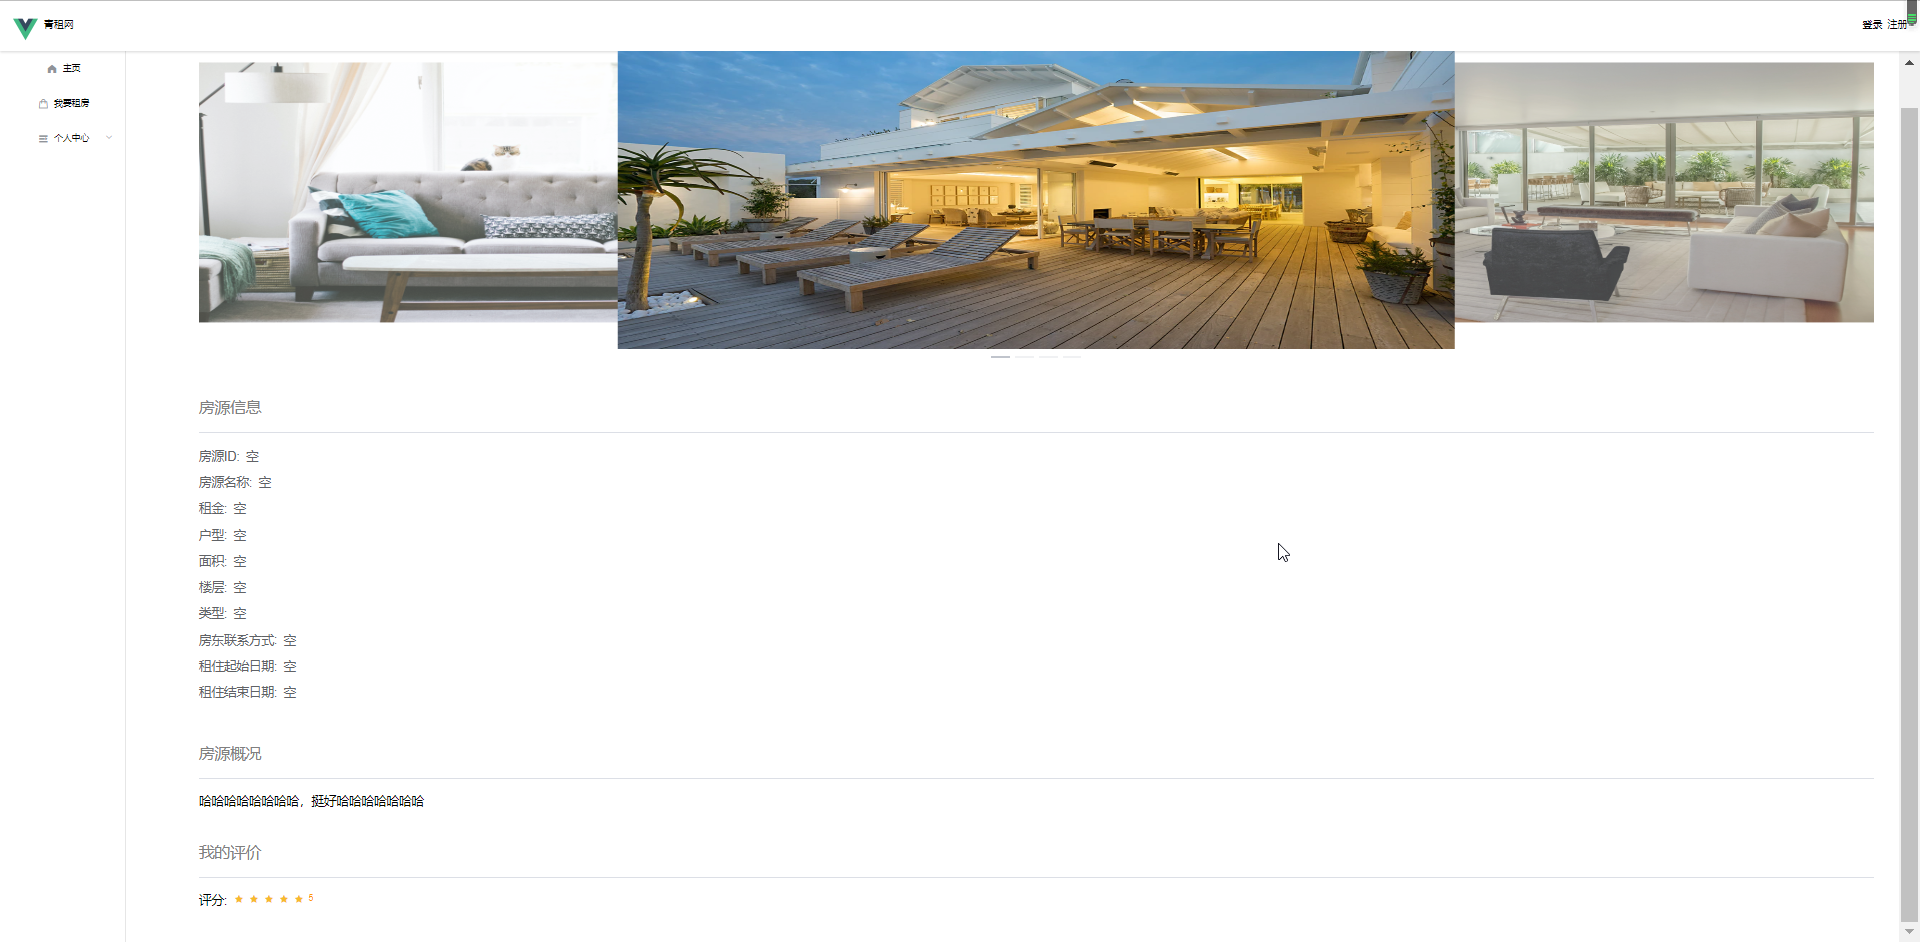 青租网
登录 注册
主页
我要租房
个人中心
房源信息
房源ID: 空
房源名称: 空
租金: 空
户型: 空
面积: 空
楼层: 空
类型: 空
房东联系方式: 空
租住起始日期: 空
租住结束日期: 空
房源概况
哈哈哈哈哈哈哈哈，挺好哈哈哈哈哈哈哈
我的评价
评分: 5